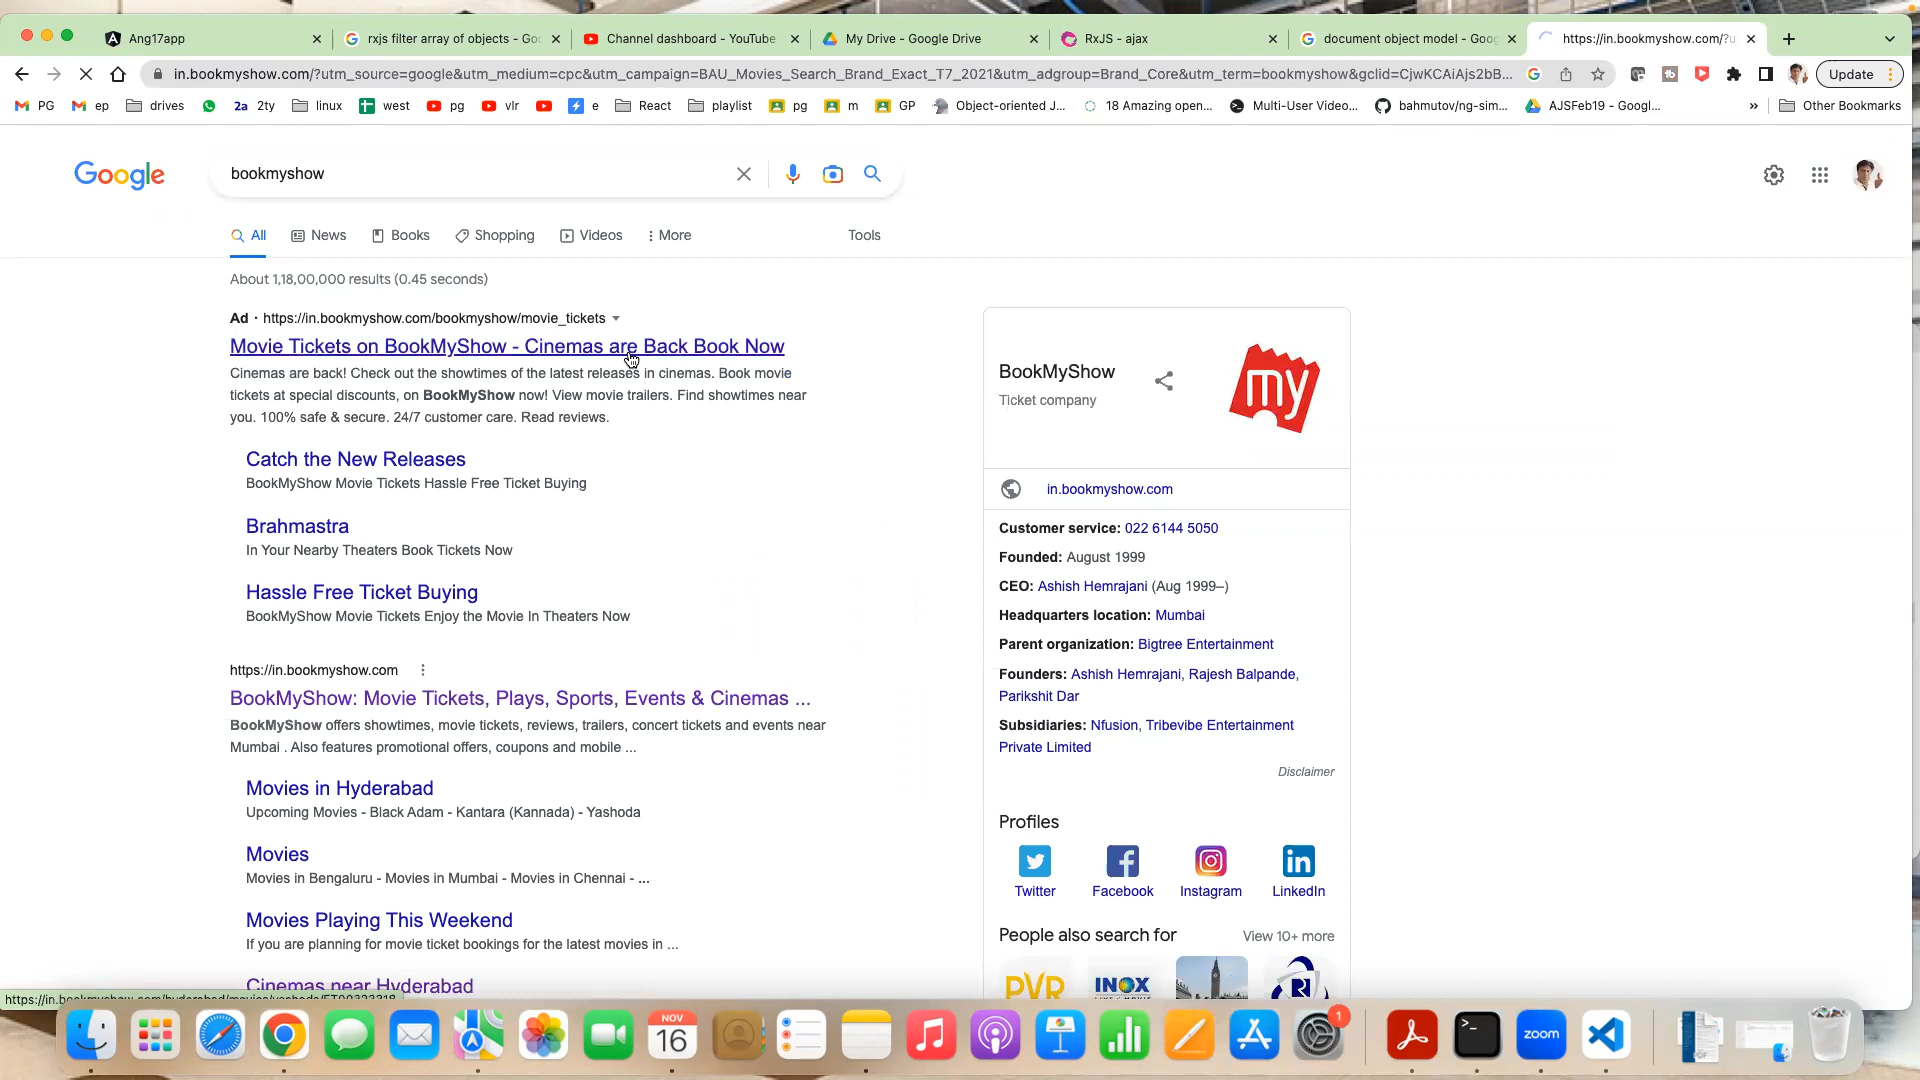 Ang17app
rxjs filter array of objects - Goo
Channel dashboard - YouTube
My Drive - Google Drive
RxJS - ajax
document object model - Goog
https://in.bookmyshow.com/?u
in.bookmyshow.com/?utm_source=google&utm_medium=cpc&utm_campaign=BAU_Movies_Search_Brand_Exact_T7_2021&utm_adgroup=Brand_Core&utm_term=bookmyshow&gclid=CjwKCAiAjs2bB...
Update
PG
ep
drives
2a 2ty
linux
west
pg
vlr
e
React
playlist
pg
m
GP
Object-oriented J...
18 Amazing open...
Multi-User Video...
bahmutov/ng-sim...
AJSFeb19 - Googl...
»
Other Bookmarks
Google
bookmyshow
All
News
Books
Shopping
Videos
More
Tools
About 1,18,00,000 results (0.45 seconds)
Ad · https://in.bookmyshow.com/bookmyshow/movie_tickets
Movie Tickets on BookMyShow - Cinemas are Back Book Now
Cinemas are back! Check out the showtimes of the latest releases in cinemas. Book movie
tickets at special discounts, on BookMyShow now! View movie trailers. Find showtimes near
you. 100% safe & secure. 24/7 customer care. Read reviews.
Catch the New Releases
BookMyShow Movie Tickets Hassle Free Ticket Buying
Brahmastra
In Your Nearby Theaters Book Tickets Now
Hassle Free Ticket Buying
BookMyShow Movie Tickets Enjoy the Movie In Theaters Now
https://in.bookmyshow.com
BookMyShow: Movie Tickets, Plays, Sports, Events & Cinemas ...
BookMyShow offers showtimes, movie tickets, reviews, trailers, concert tickets and events near
Mumbai . Also features promotional offers, coupons and mobile ...
Movies in Hyderabad
Upcoming Movies - Black Adam - Kantara (Kannada) - Yashoda
Movies
Movies in Bengaluru - Movies in Mumbai - Movies in Chennai - ...
Movies Playing This Weekend
If you are planning for movie ticket bookings for the latest movies in ...
Cinemas near Hyderabad
BookMyShow
Ticket company
my
in.bookmyshow.com
Customer service: 022 6144 5050
Founded: August 1999
CEO: Ashish Hemrajani (Aug 1999–)
Headquarters location: Mumbai
Parent organization: Bigtree Entertainment
Founders: Ashish Hemrajani, Rajesh Balpande,
Parikshit Dar
Subsidiaries: Nfusion, Tribevibe Entertainment
Private Limited
Disclaimer
Profiles
Twitter
Facebook
Instagram
LinkedIn
People also search for
View 10+ more
PVR
INOX
NOV
16
1
zoom